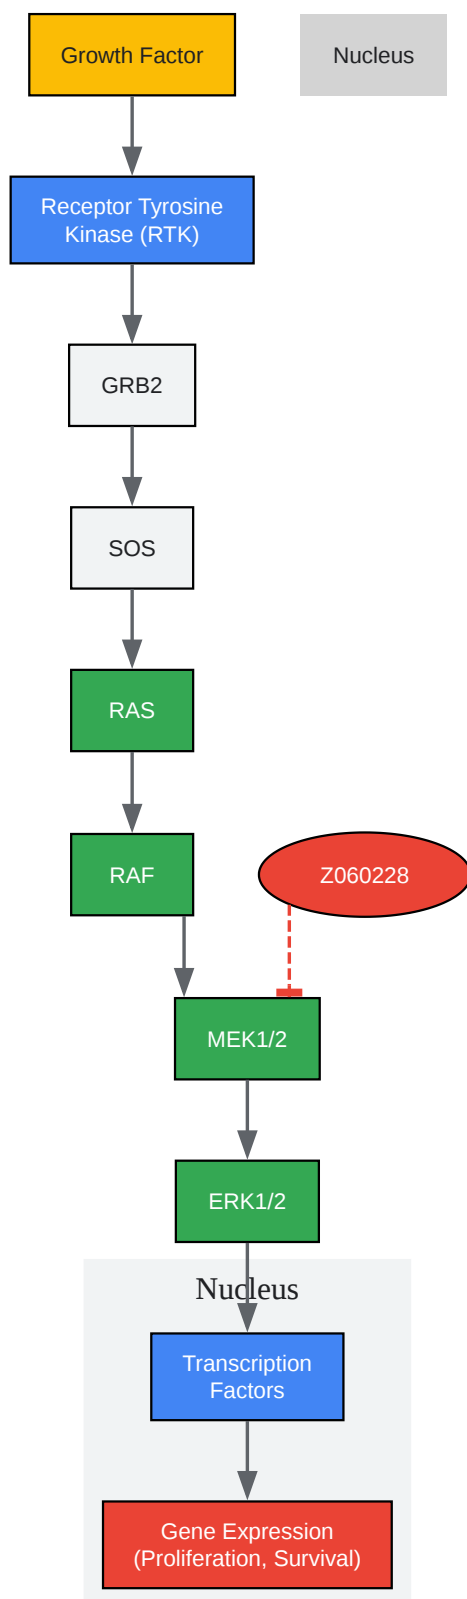 Growth Factor
Nucleus
Receptor Tyrosine
Kinase (RTK)
GRB2
SOS
RAS
RAF
Z060228
MEK1/2
ERK1/2
Nucleus
Transcription
Factors
Gene Expression
(Proliferation, Survival)